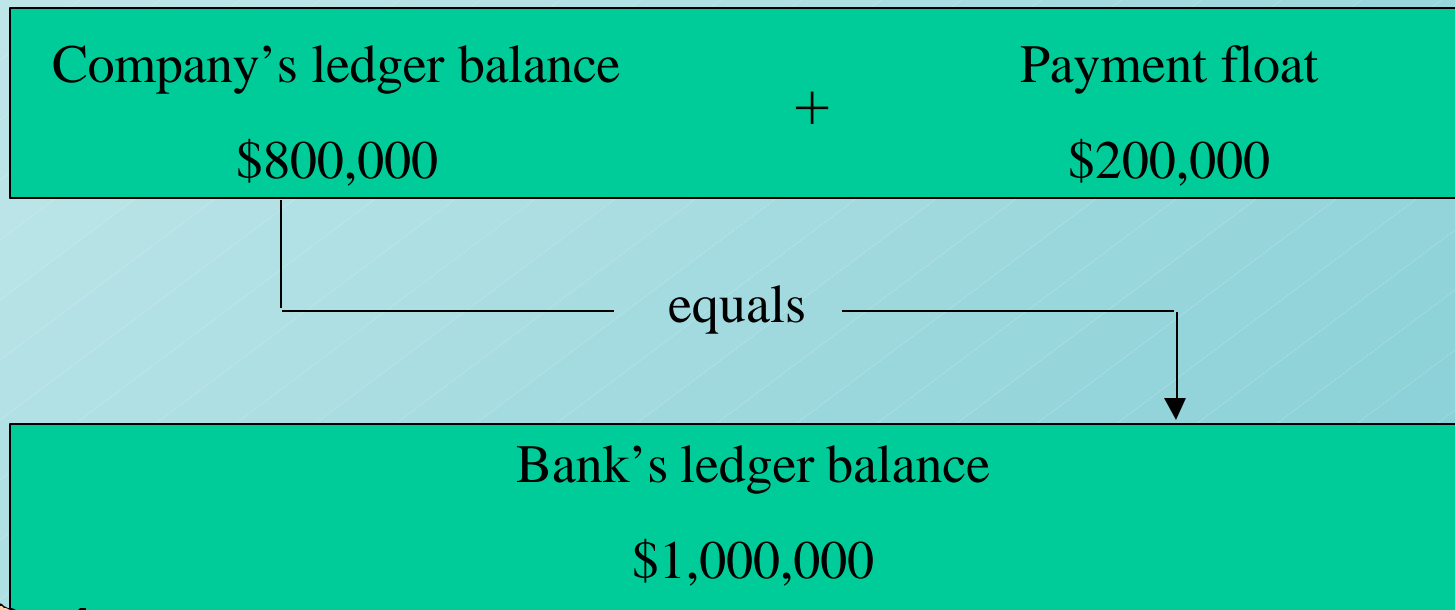 Company’s ledger balance
+
Payment float
$800,000
$200,000
equals
Bank’s ledger balance
$1,000,000